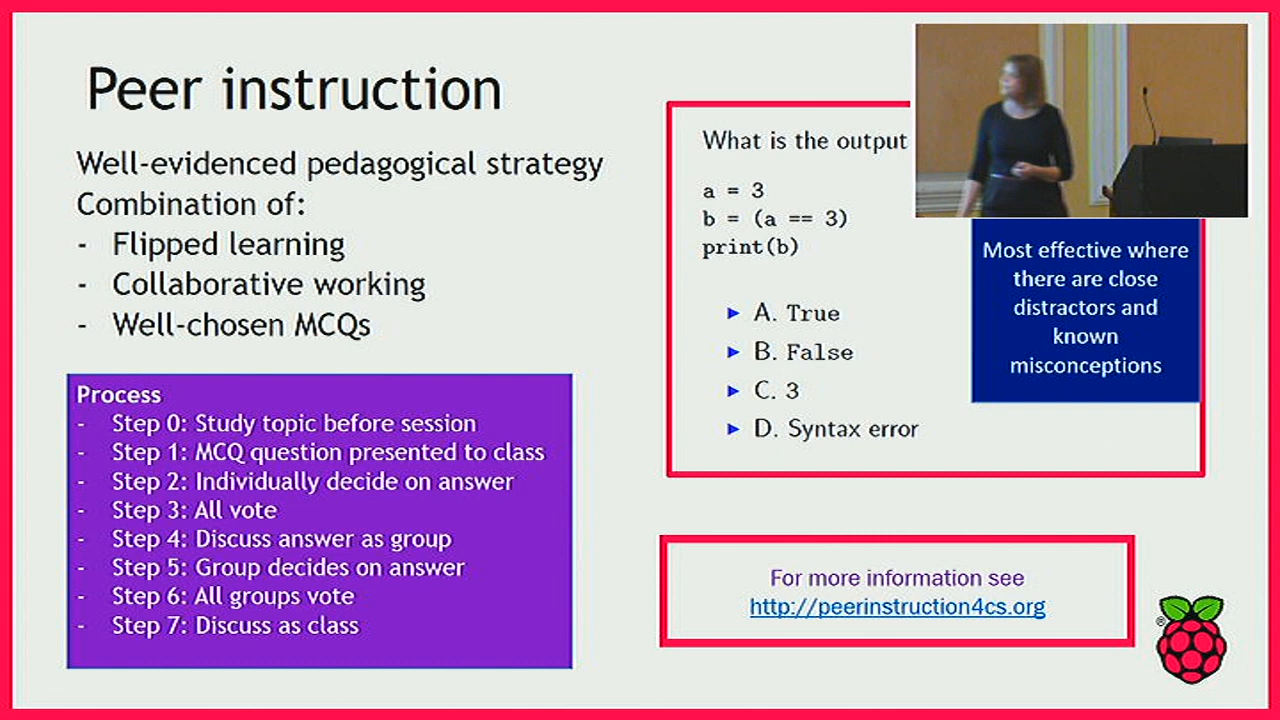 Peer instruction
Well-evidenced pedagogical strategy
Combination of:
- Flipped learning
- Collaborative working
- Well-chosen MCQs
Process
- Step 0: Study topic before session
- Step 1: MCQ question presented to class
- Step 2: Individually decide on answer
- Step 3: All vote
- Step 4: Discuss answer as group
- Step 5: Group decides on answer
- Step 6: All groups vote
- Step 7: Discuss as class
What is the output
a = 3
b = (a == 3)
print(b)
► A. True
► B. False
► C. 3
► D. Syntax error
Most effective where
there are close
distractors and
known
misconceptions
For more information see
http://peerinstruction4cs.org
®